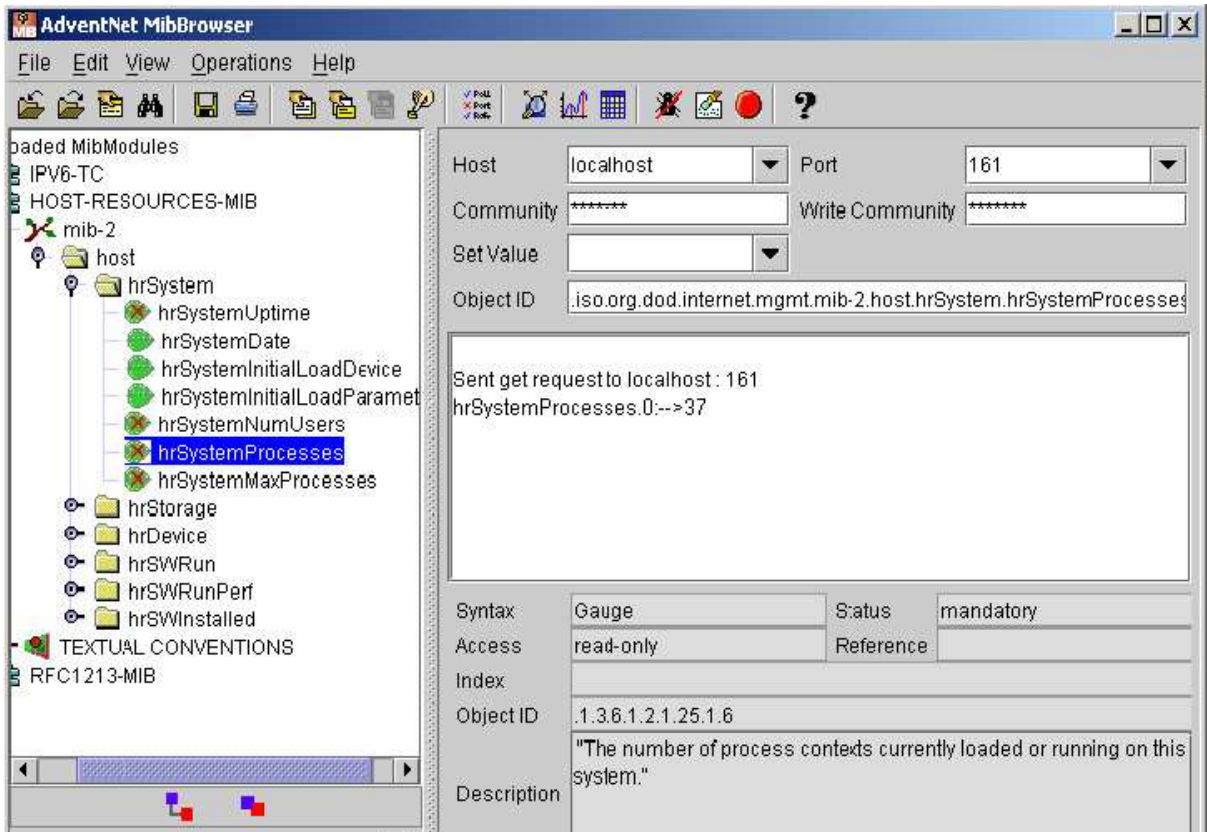 AdventNet MibBrowser
File Edit View Operations Help
oaded MibModules
IPV6-TC
HOST-RESOURCES-MIB
mib-2
host
hrSystem
hrSystemUptime
hrSystemDate
hrSystemInitialLoadDevice
hrSystemInitialLoadParamet
hrSystemNumUsers
hrSystemProcesses
hrSystemMaxProcesses
hrStorage
hrDevice
hrSWRun
hrSWRunPerf
hrSWInstalled
TEXTUAL CONVENTIONS
RFC1213-MIB
Host localhost Port 161
Community ******* Write Community *******
Set Value
Object ID .iso.org.dod.internet.mgmt.mib-2.host.hrSystem.hrSystemProcesses
Sent get request to localhost : 161
hrSystemProcesses.0:-->37
Syntax Gauge Status mandatory
Access read-only Reference
Index
Object ID .1.3.6.1.2.1.25.1.6
Description "The number of process contexts currently loaded or running on this
system."